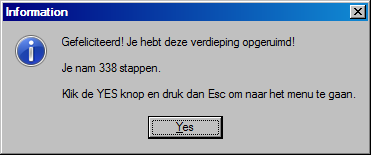 Information
Gefeliciteerd! Je hebt deze verdieping opgeruimd!
Je nam 338 stappen.
Klik de YES knop en druk dan Esc om naar het menu te gaan.
Yes